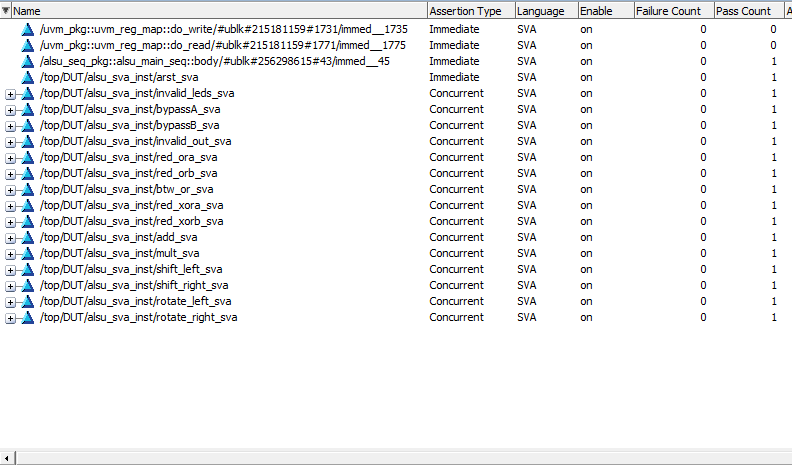 Name Assertion Type Language Enable Failure Count Pass Count A
/uvm_pkg::uvm_reg_map::do_write/#ublk#215181159#1731/immed__1735 Immediate SVA on 0 0
/uvm_pkg::uvm_reg_map::do_read/#ublk#215181159#1771/immed__1775 Immediate SVA on 0 0
/alsu_seq_pkg::alsu_main_seq::body/#ublk#256298615#43/immed__45 Immediate SVA on 0 1
/top/DUT/alsu_sva_inst/arst_sva Immediate SVA on 0 1
/top/DUT/alsu_sva_inst/invalid_leds_sva Concurrent SVA on 0 1
/top/DUT/alsu_sva_inst/bypassA_sva Concurrent SVA on 0 1
/top/DUT/alsu_sva_inst/bypassB_sva Concurrent SVA on 0 1
/top/DUT/alsu_sva_inst/invalid_out_sva Concurrent SVA on 0 1
/top/DUT/alsu_sva_inst/red_ora_sva Concurrent SVA on 0 1
/top/DUT/alsu_sva_inst/red_orb_sva Concurrent SVA on 0 1
/top/DUT/alsu_sva_inst/btw_or_sva Concurrent SVA on 0 1
/top/DUT/alsu_sva_inst/red_xora_sva Concurrent SVA on 0 1
/top/DUT/alsu_sva_inst/red_xorb_sva Concurrent SVA on 0 1
/top/DUT/alsu_sva_inst/add_sva Concurrent SVA on 0 1
/top/DUT/alsu_sva_inst/mult_sva Concurrent SVA on 0 1
/top/DUT/alsu_sva_inst/shift_left_sva Concurrent SVA on 0 1
/top/DUT/alsu_sva_inst/shift_right_sva Concurrent SVA on 0 1
/top/DUT/alsu_sva_inst/rotate_left_sva Concurrent SVA on 0 1
/top/DUT/alsu_sva_inst/rotate_right_sva Concurrent SVA on 0 1